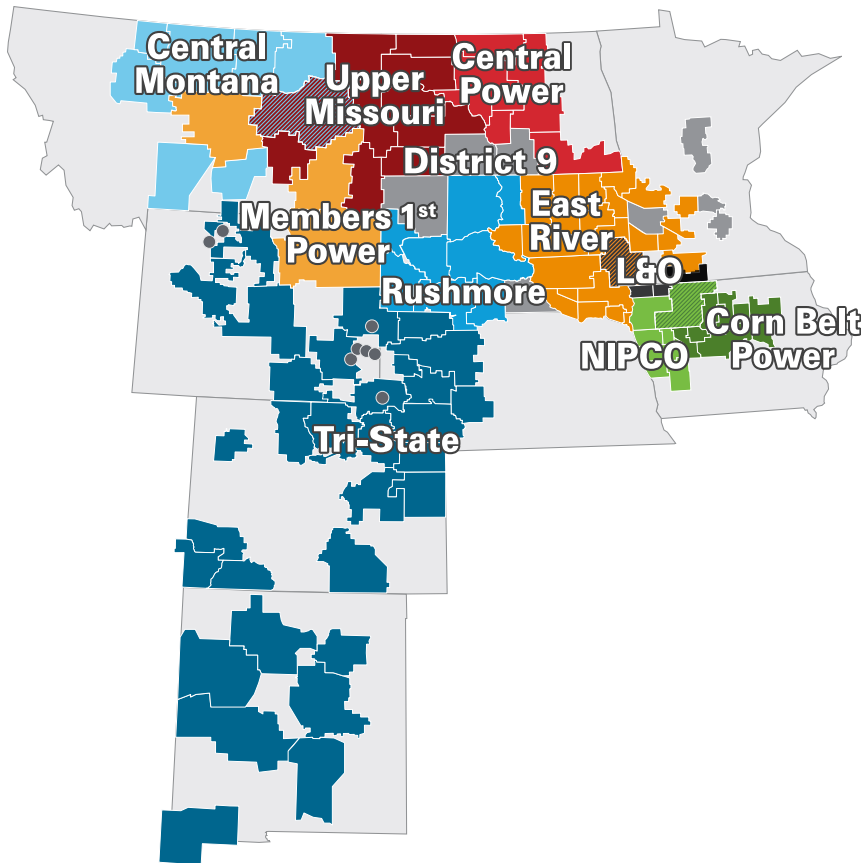 Central
Montana
Upper
Missouri
Central
Power
District 9
Members 1st
Power
East
River
L&O
Rushmore
Corn Belt
Power
NIPCO
Tri-State